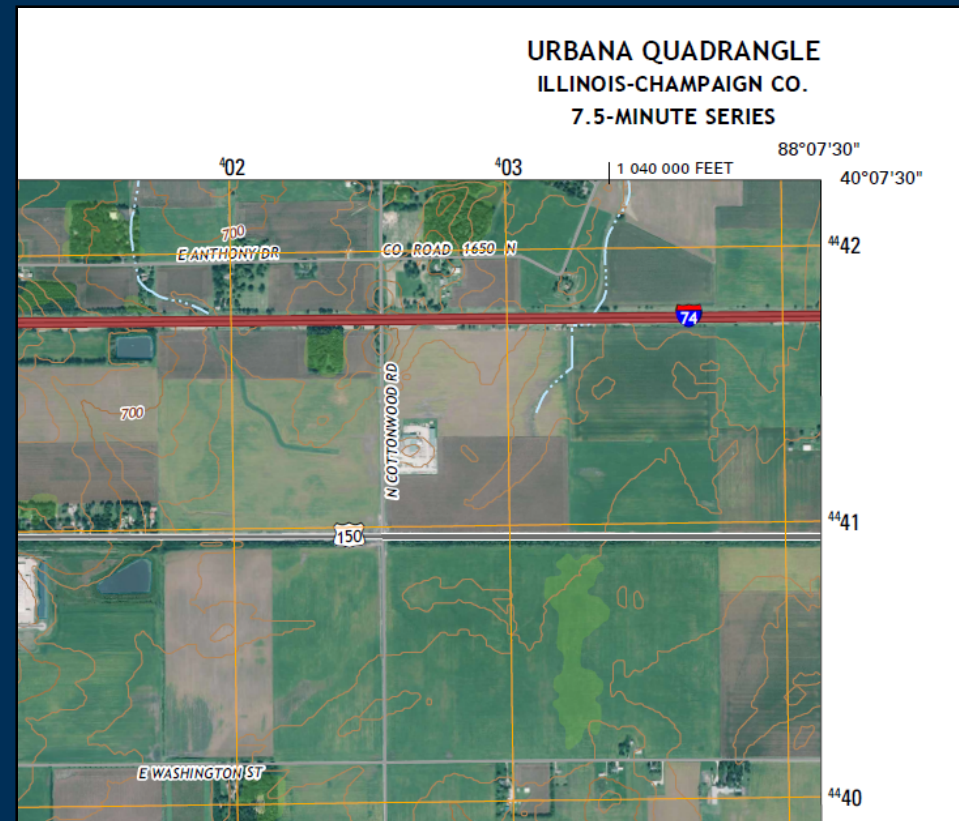 URBANA QUADRANGLE
ILLINOIS-CHAMPAIGN CO.
7.5-MINUTE SERIES
88°07'30"
⁴02
⁴03
1 040 000 FEET
40°07'30"
700
E ANTHONY DR
CO ROAD 1650 N
⁴⁴42
74
N COTTONWOOD RD
700
⁴⁴41
150
E WASHINGTON ST
⁴⁴40